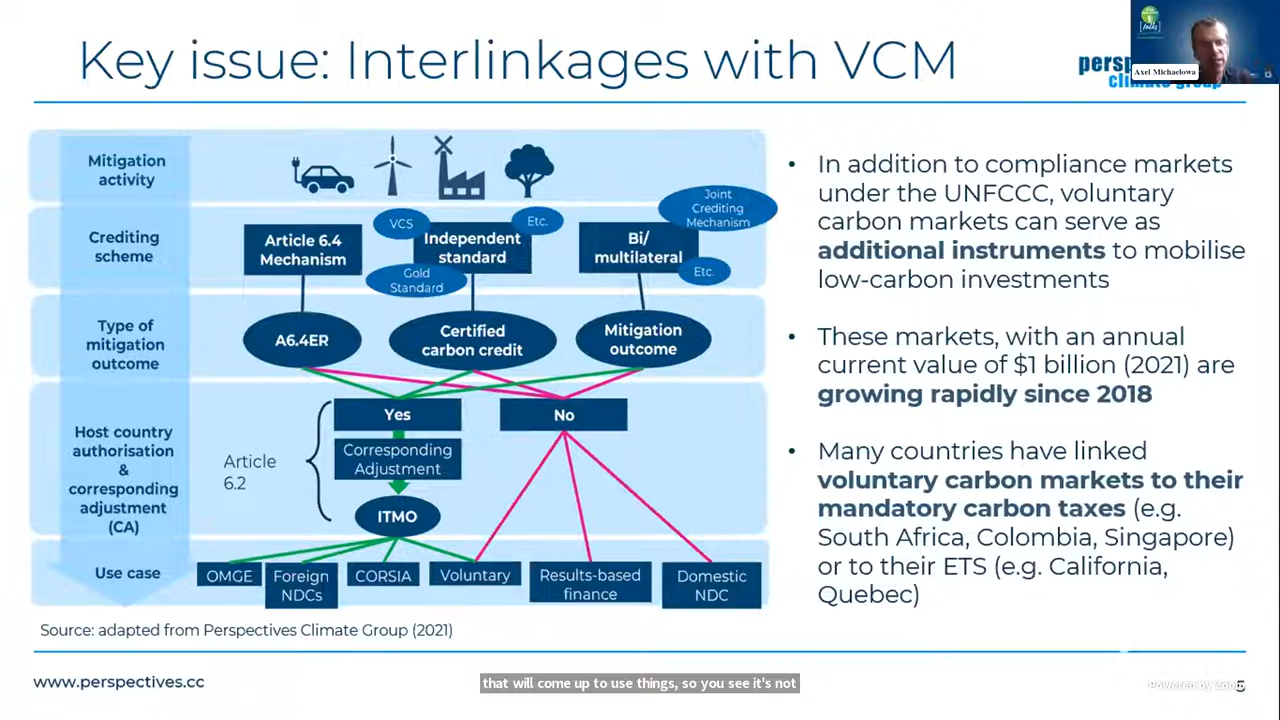 Key issue: Interlinkages with VCM
Axel Michaelowa
Mitigation
activity
Crediting
scheme
Type of
mitigation
outcome
Host country
authorisation
&
corresponding
adjustment
(CA)
Use case
Article 6.4
Mechanism
VCS
Etc.
Independent
standard
Gold
Standard
Joint
Crediting
Mechanism
Bi/
multilateral
Etc.
A6.4ER
Certified
carbon credit
Mitigation
outcome
Yes
No
Article
6.2
Corresponding
Adjustment
ITMO
OMGE
Foreign
NDCs
CORSIA
Voluntary
Results-based
finance
Domestic
NDC
• In addition to compliance markets
under the UNFCCC, voluntary
carbon markets can serve as
additional instruments to mobilise
low-carbon investments
• These markets, with an annual
current value of $1 billion (2021) are
growing rapidly since 2018
• Many countries have linked
voluntary carbon markets to their
mandatory carbon taxes (e.g.
South Africa, Colombia, Singapore)
or to their ETS (e.g. California,
Quebec)
Source: adapted from Perspectives Climate Group (2021)
www.perspectives.cc
that will come up to use things, so you see it's not
Powered by Zoom
5